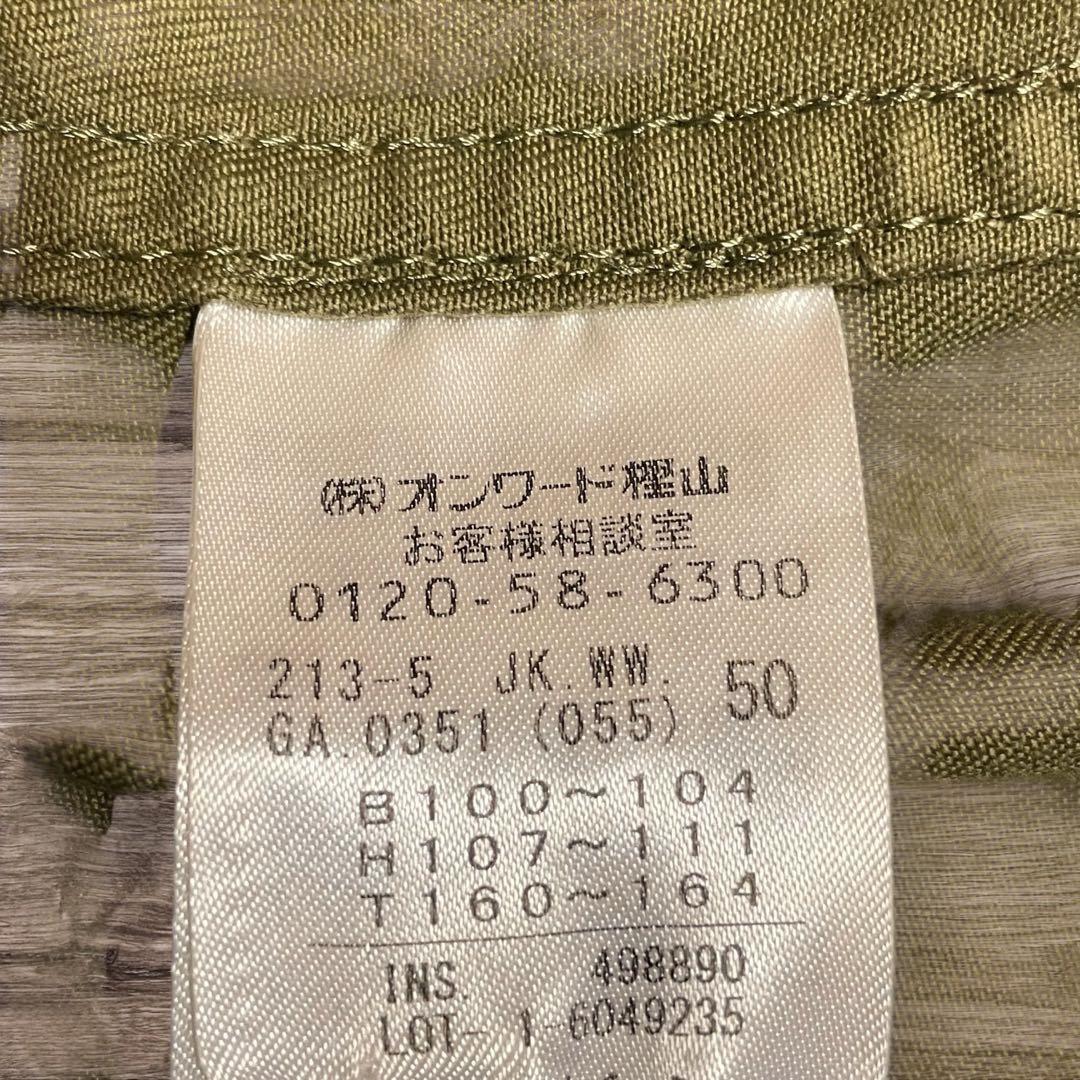 ㈱オンワード樫山
お客様相談室
0120-58-6300
213-5 JK.WW. 50
GA.0351 (055)
B100~104
H107~111
T160~164
INS. 498890
LOT- 1-6049235